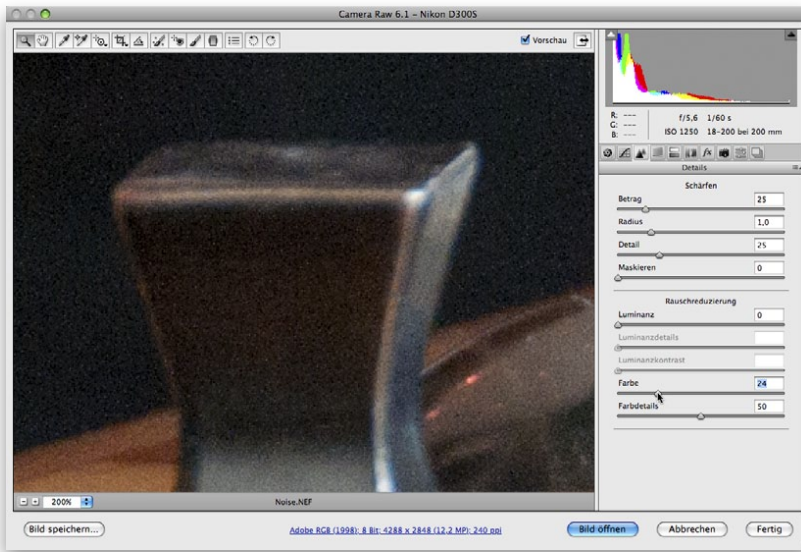 Camera Raw 6.1 – Nikon D300S
Vorschau
R: ---
G: ---
B: ---
f/5,6 1/60 s
ISO 1250 18–200 bei 200 mm
Details
Schärfen
Betrag 25
Radius 1,0
Detail 25
Maskieren 0
Rauschreduzierung
Luminanz 0
Luminanzdetails
Luminanzkontrast
Farbe 24
Farbdetails 50
200% Noise.NEF
Bild speichern... Adobe RGB (1998); 8 Bit; 4288 x 2848 (12,2 MP); 240 ppi Bild öffnen Abbrechen Fertig